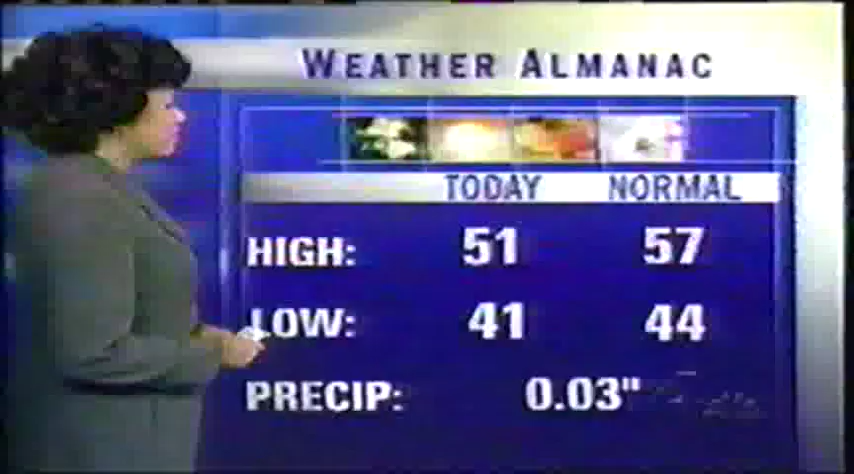 WEATHER ALMANAC
TODAY NORMAL
HIGH: 51 57
LOW: 41 44
PRECIP: 0.03"